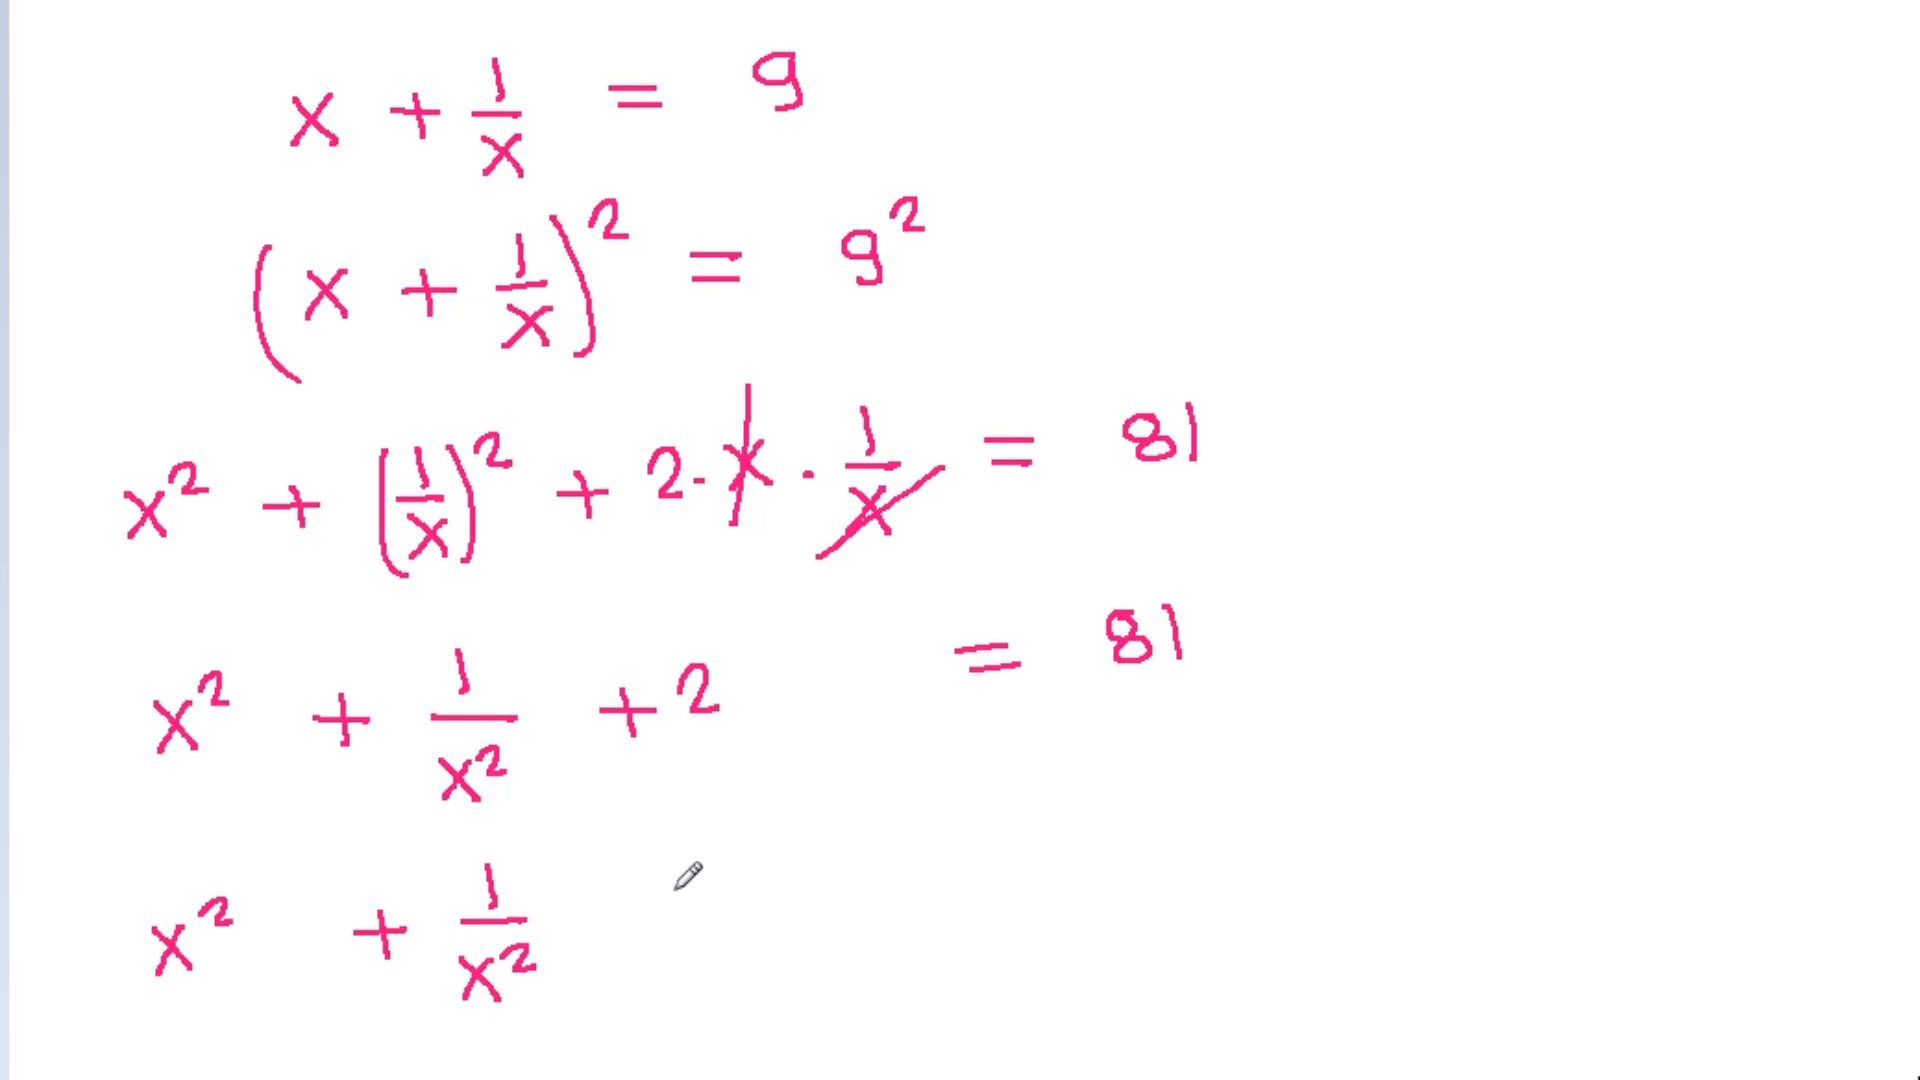 x + 1/x = 9
(x + 1/x)² = 9²
x² + (1/x)² + 2 · x · 1/x = 81
x² + 1/x² + 2 = 81
x² + 1/x²